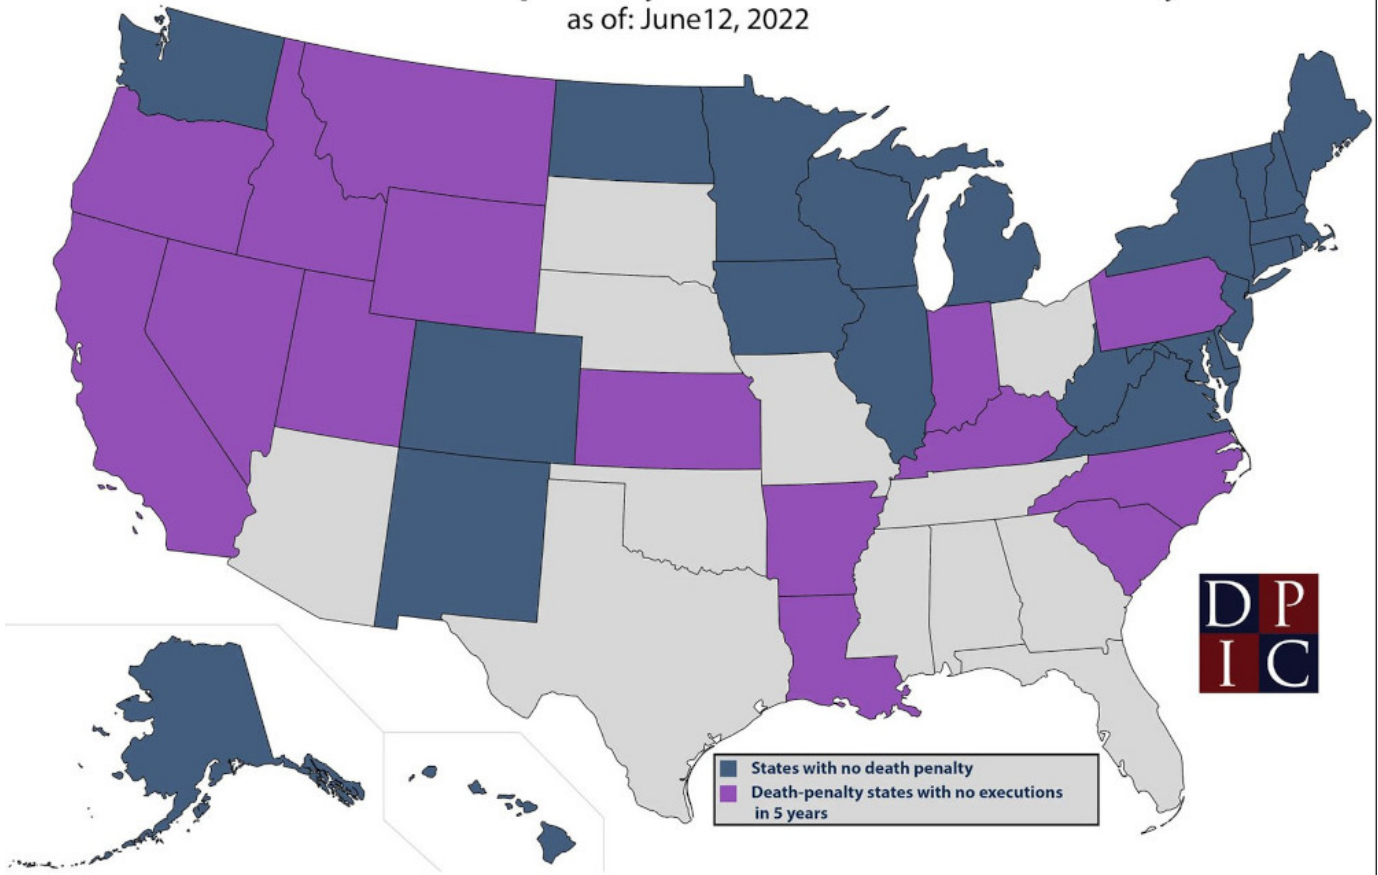 as of: June12, 2022
D P
I C
States with no death penalty
Death-penalty states with no executions
in 5 years